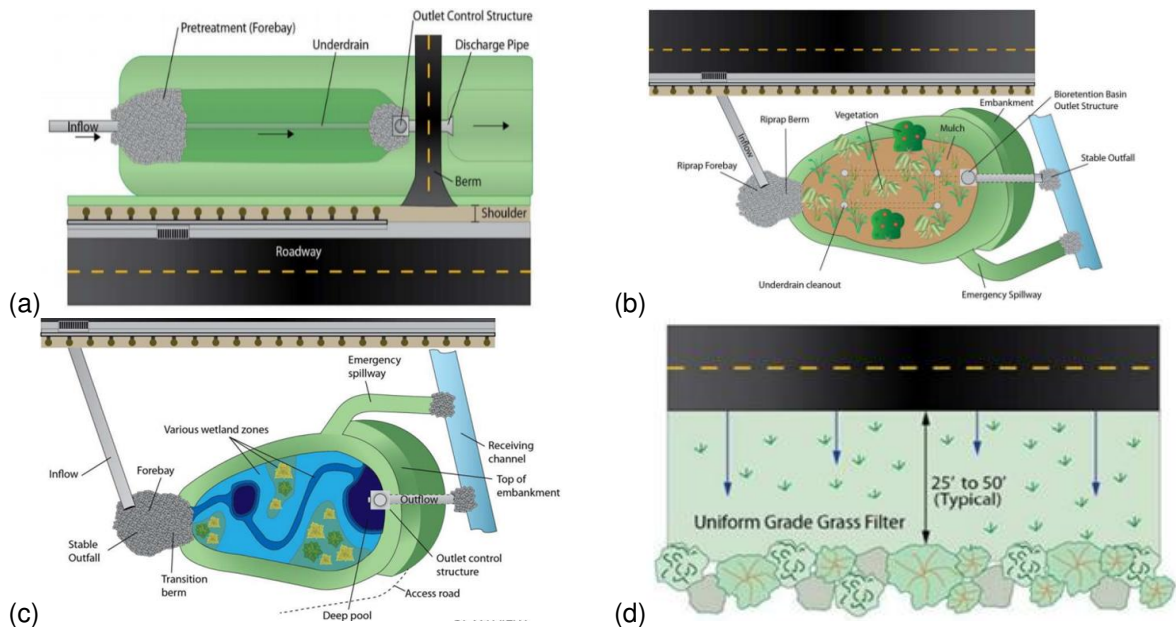 Outlet Control Structure
Pretreatment (Forebay)
Underdrain
Discharge Pipe
Inflow
Berm
Shoulder
Roadway
(a)
Bioretention Basin
Outlet Structure
Embankment
Vegetation
Mulch
Riprap Berm
Inflow
Riprap Forebay
Stable Outfall
Underdrain cleanout
Emergency Spillway
(b)
Emergency
spillway
Various wetland zones
Receiving
channel
Inflow
Forebay
Top of
embankment
Outflow
Stable
Outfall
Transition
berm
Outlet control
structure
Access road
Deep pool
(c)
25' to 50'
(Typical)
Uniform Grade Grass Filter
(d)